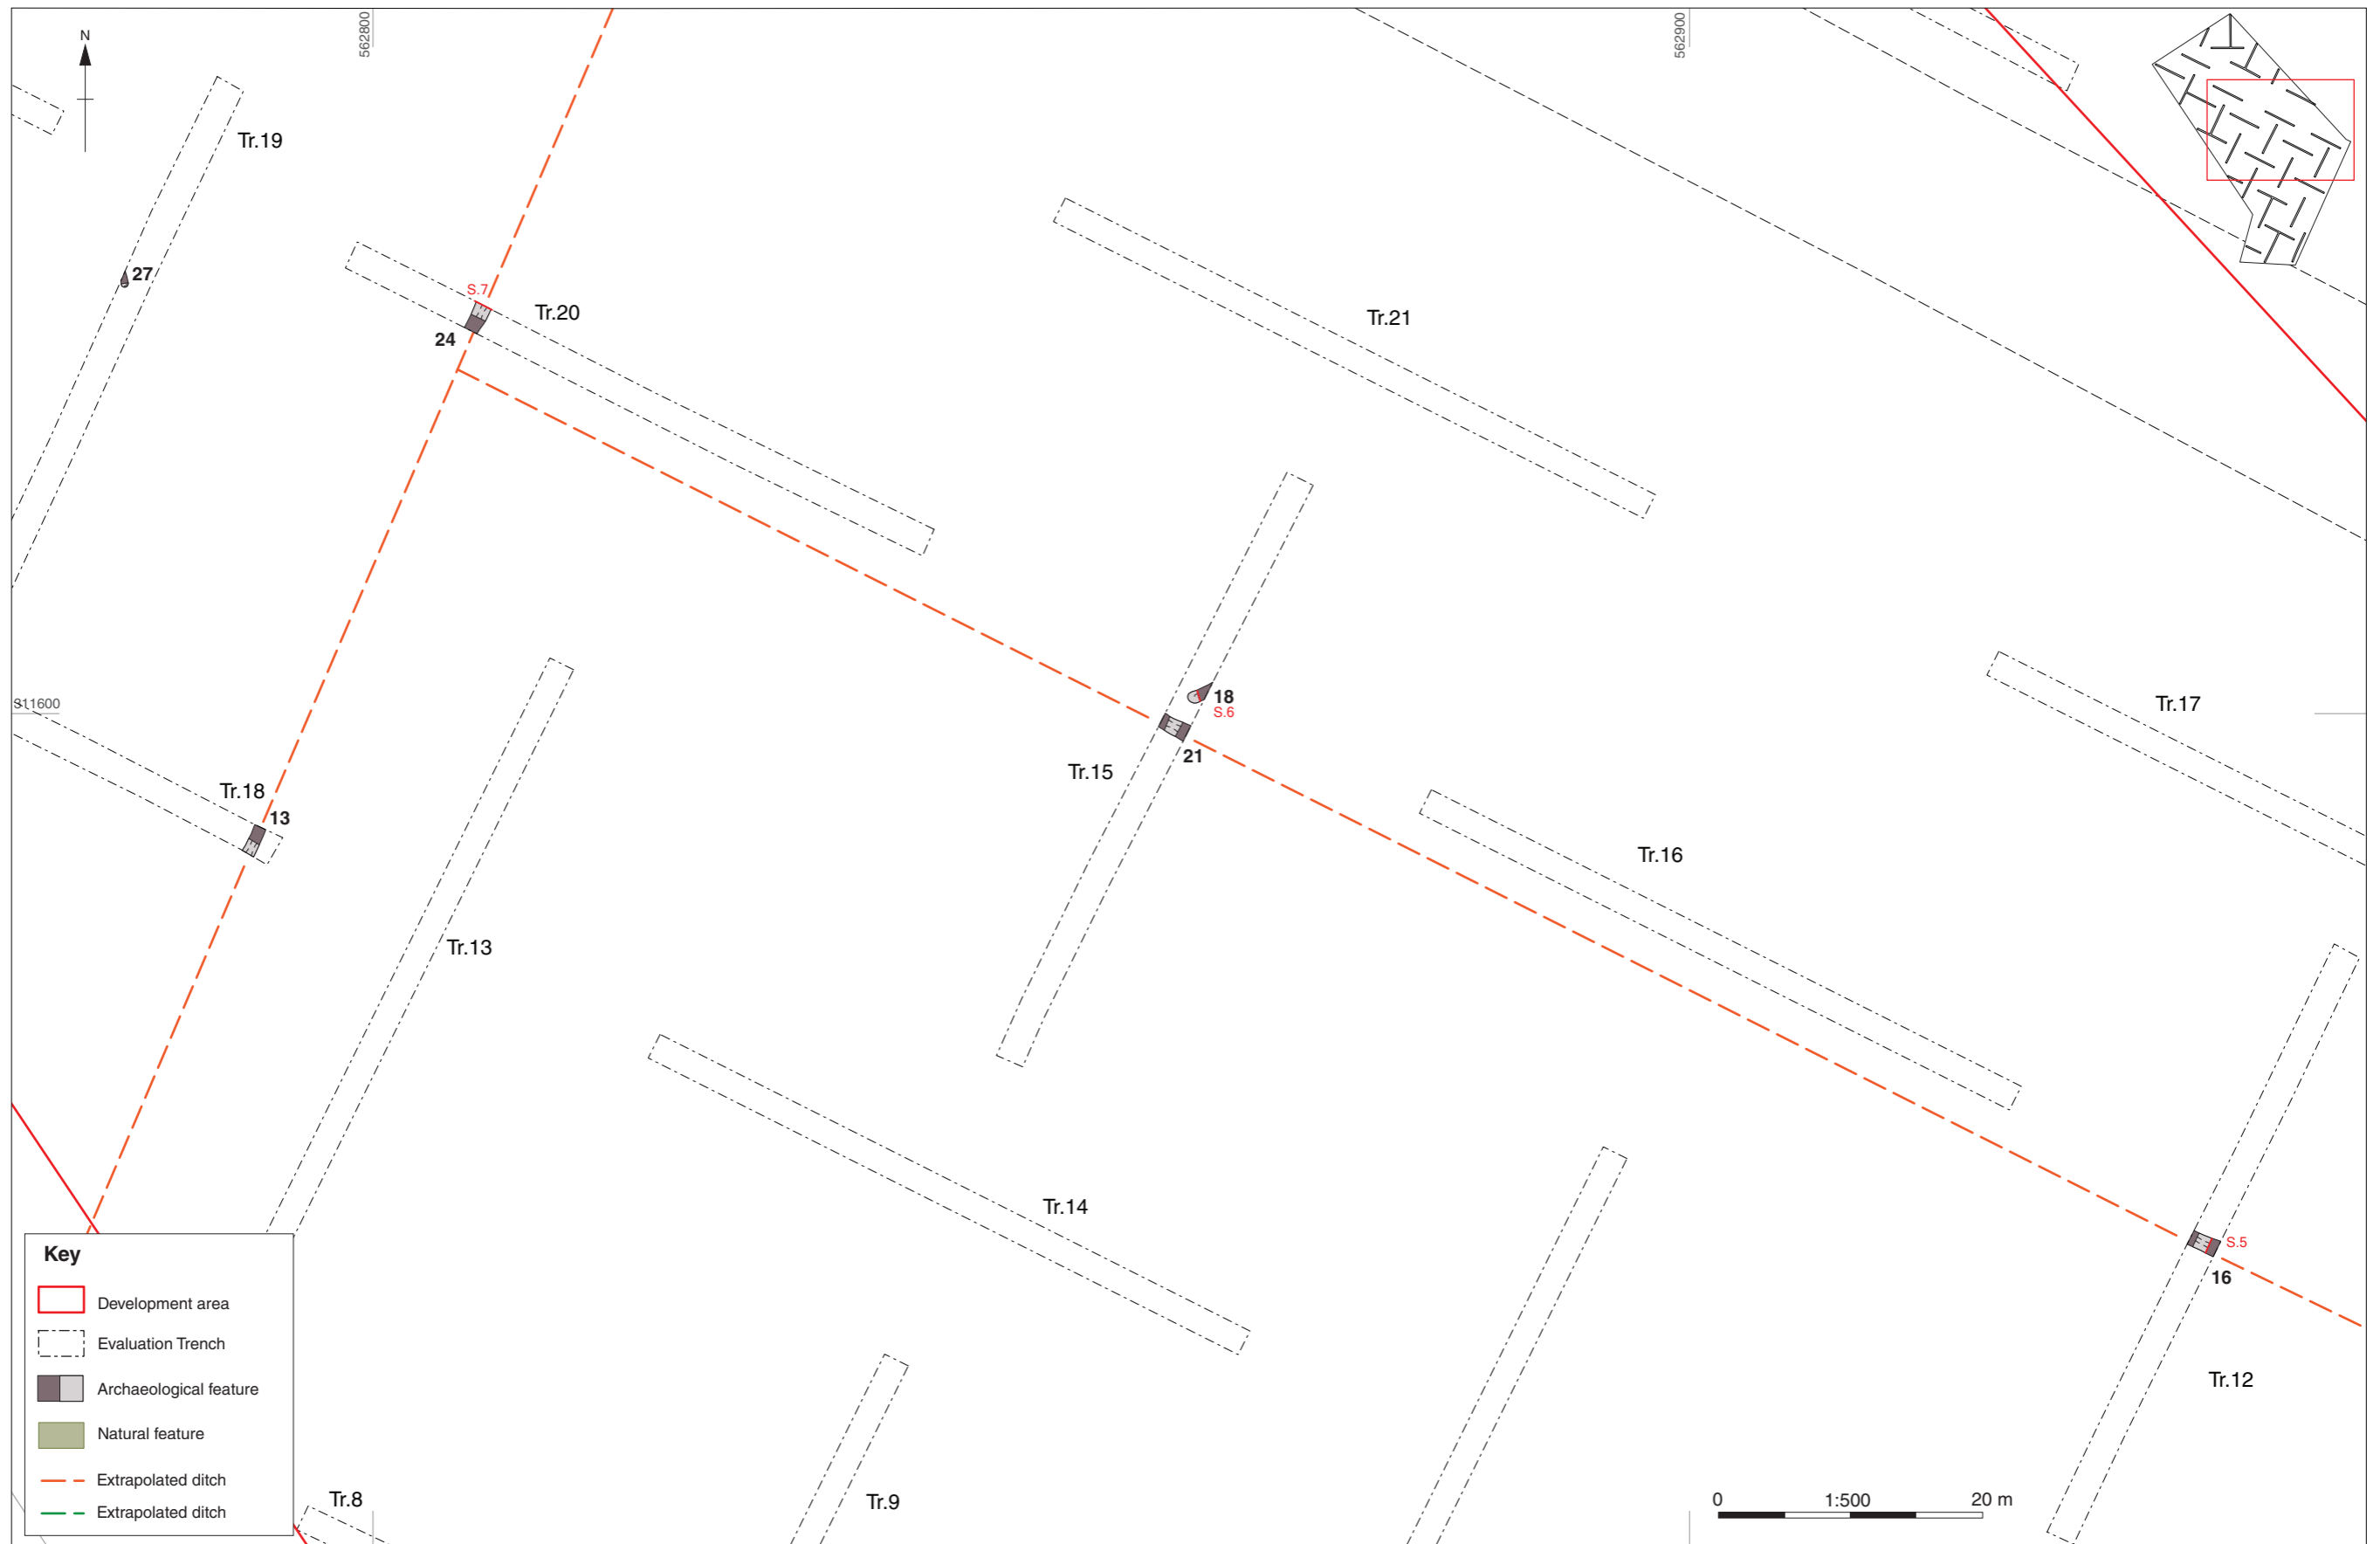 562800
562900
N
Tr.19
27
S.7
Tr.20
24
Tr.21
18
S.6
21
Tr.15
Tr.17
S11600
Tr.18
13
Tr.16
Tr.13
Tr.14
S.5
16
Tr.12
Key
Development area
Evaluation Trench
Archaeological feature
Natural feature
Extrapolated ditch
Extrapolated ditch
Tr.8
Tr.9
0 1:500 20 m